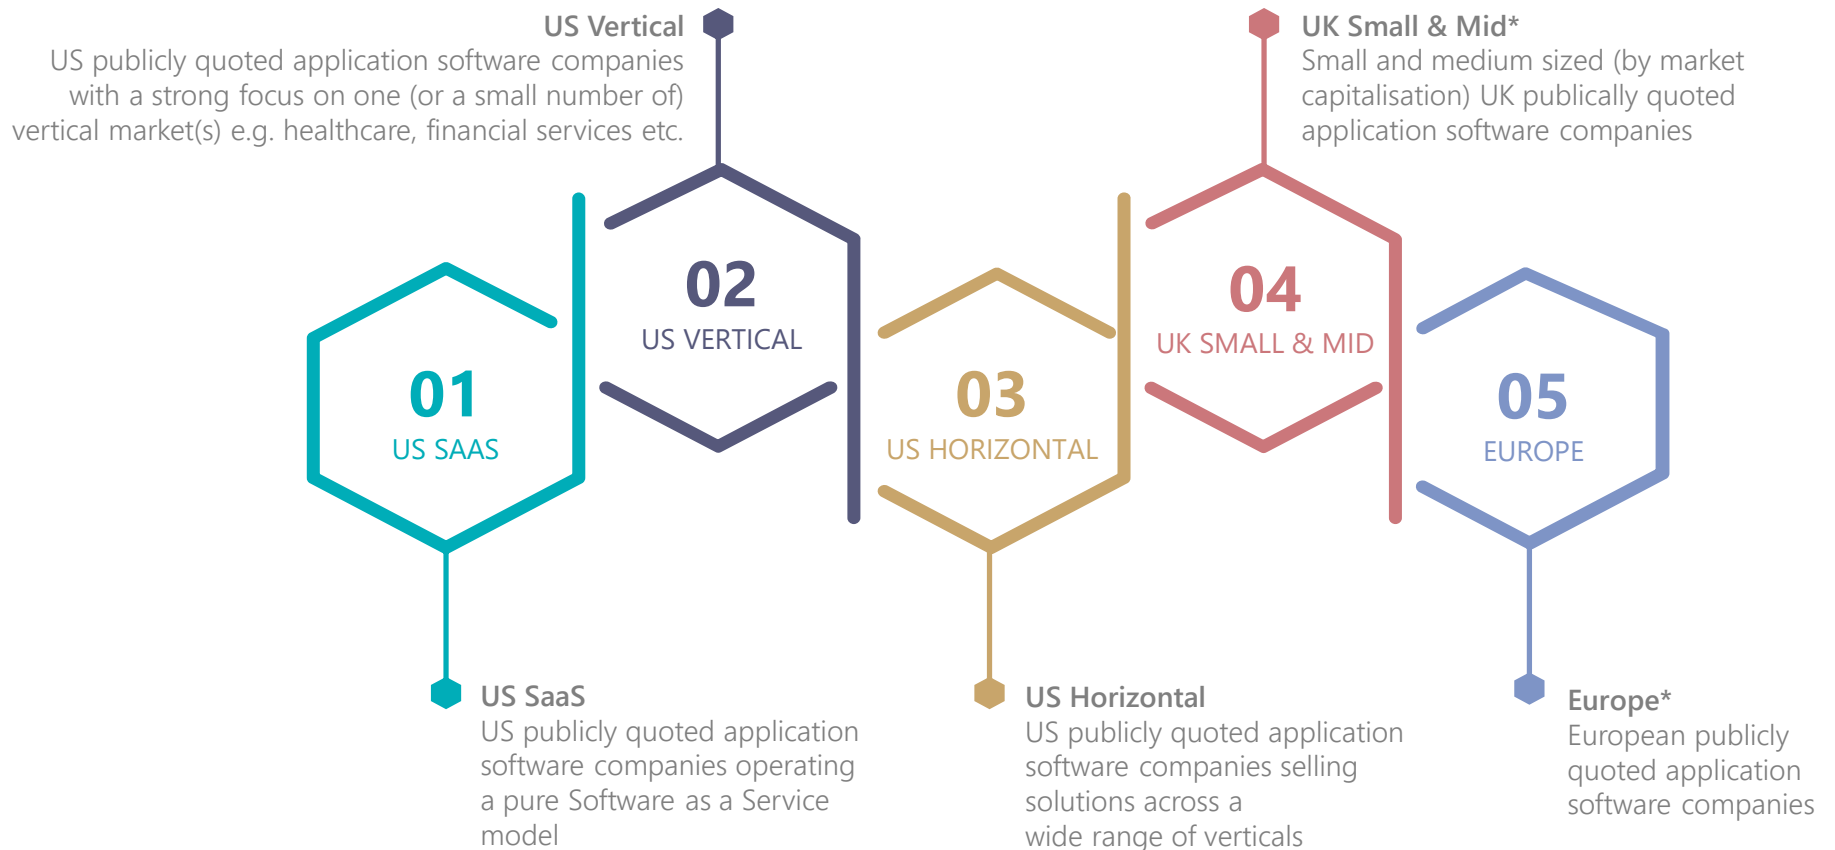 US Vertical
US publicly quoted application software companies
with a strong focus on one (or a small number of)
vertical market(s) e.g. healthcare, financial services etc.
UK Small & Mid*
Small and medium sized (by market
capitalisation) UK publically quoted
application software companies
01
US SAAS
02
US VERTICAL
03
US HORIZONTAL
04
UK SMALL & MID
05
EUROPE
US SaaS
US publicly quoted application
software companies operating
a pure Software as a Service
model
US Horizontal
US publicly quoted application
software companies selling
solutions across a
wide range of verticals
Europe*
European publicly
quoted application
software companies